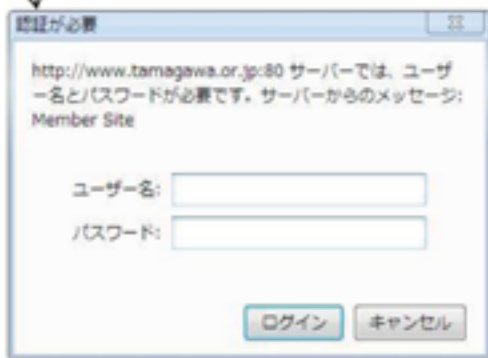 認証が必要
http://www.tamagawa.or.jp:80 サーバーでは、ユーザ
ー名とパスワードが必要です。サーバーからのメッセージ:
Member Site
ユーザー名:
パスワード:
ログイン
キャンセル